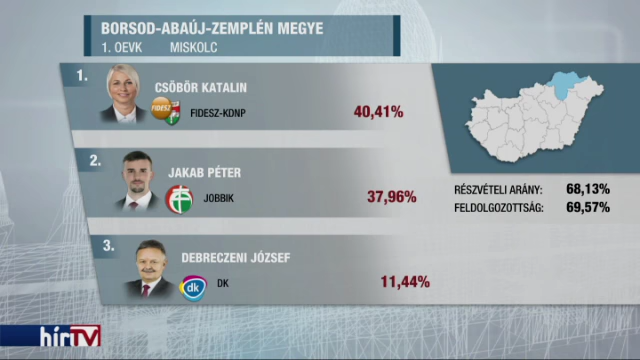 BORSOD-ABAÚJ-ZEMPLÉN MEGYE
1. OEVK MISKOLC
1.
CSÖBÖR KATALIN
FIDESZ
FIDESZ-KDNP
40,41%
2.
JAKAB PÉTER
JOBBIK
37,96%
3.
DEBRECZENI JÓZSEF
dk
DK
11,44%
RÉSZVÉTELI ARÁNY: 68,13%
FELDOLGOZOTTSÁG: 69,57%
hírTV